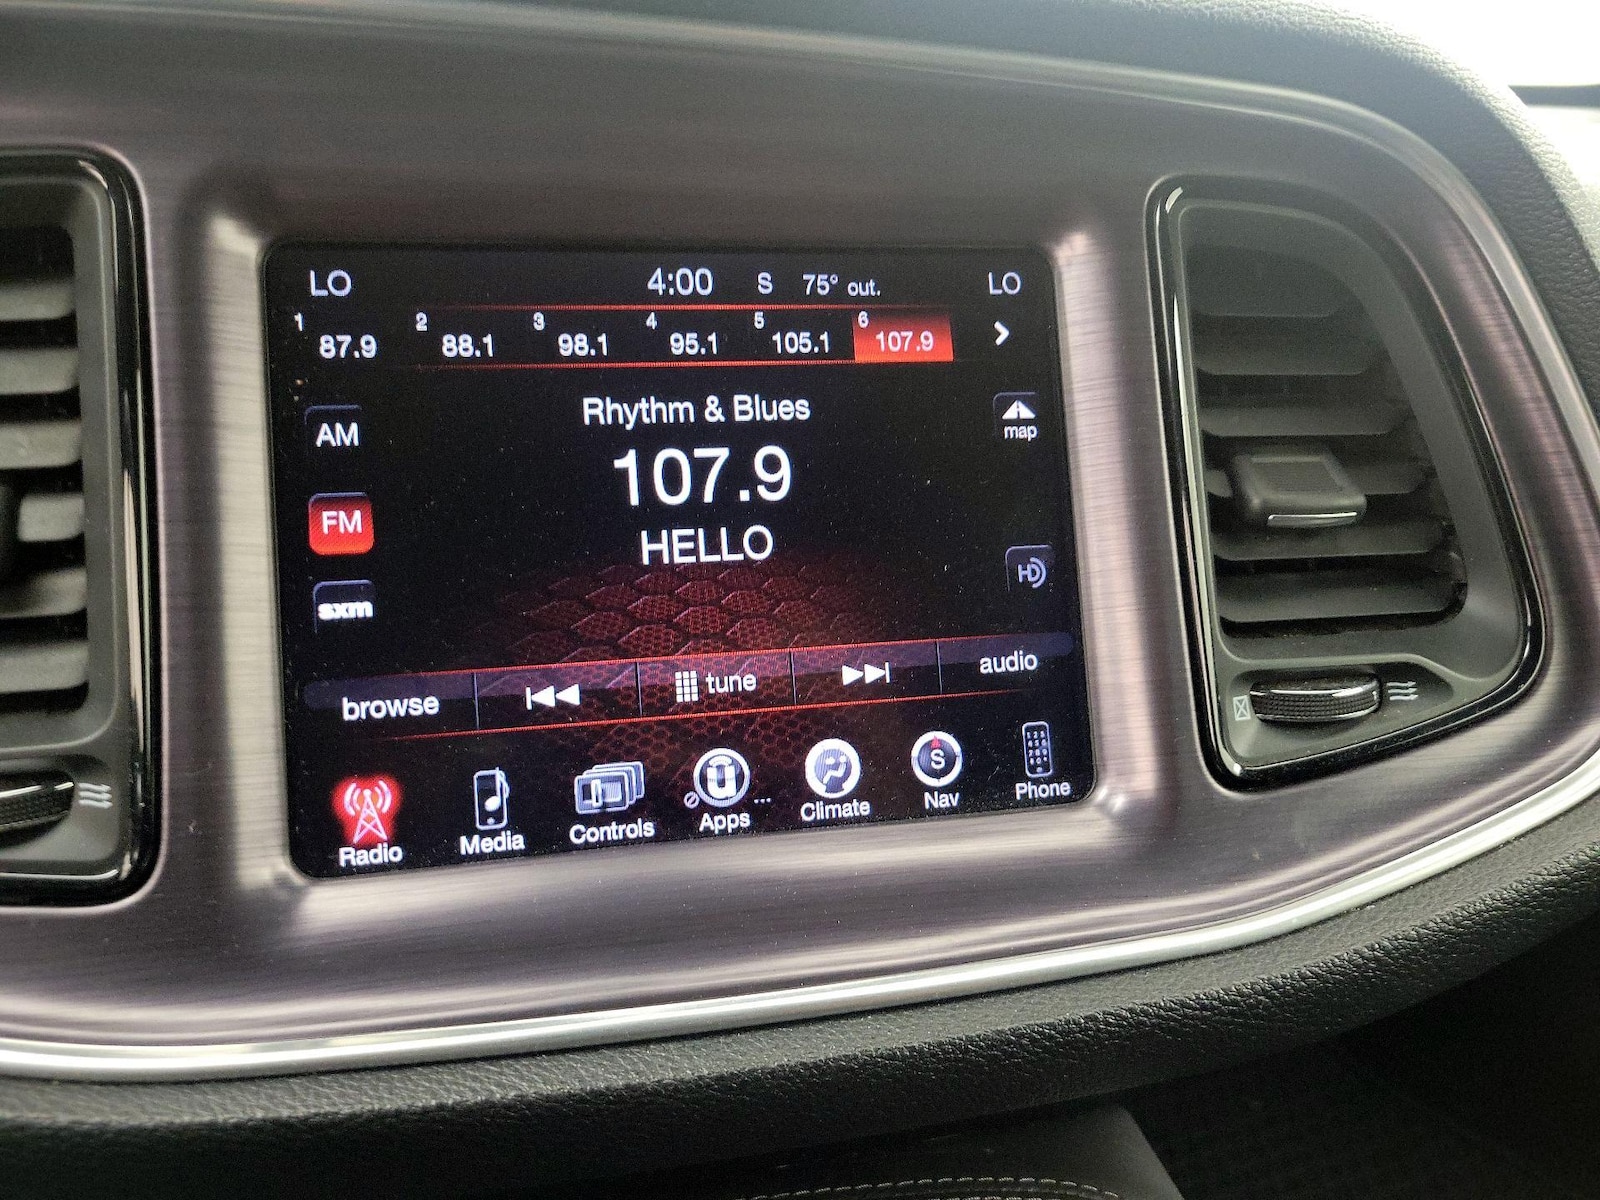 LO 4:00 S 75° out. LO
1 87.9 2 88.1 3 98.1 4 95.1 5 105.1 6 107.9
Rhythm & Blues
107.9
HELLO
AM
FM
sxm
map
HD
browse tune audio
Radio Media Controls Apps ... Climate S Nav Phone